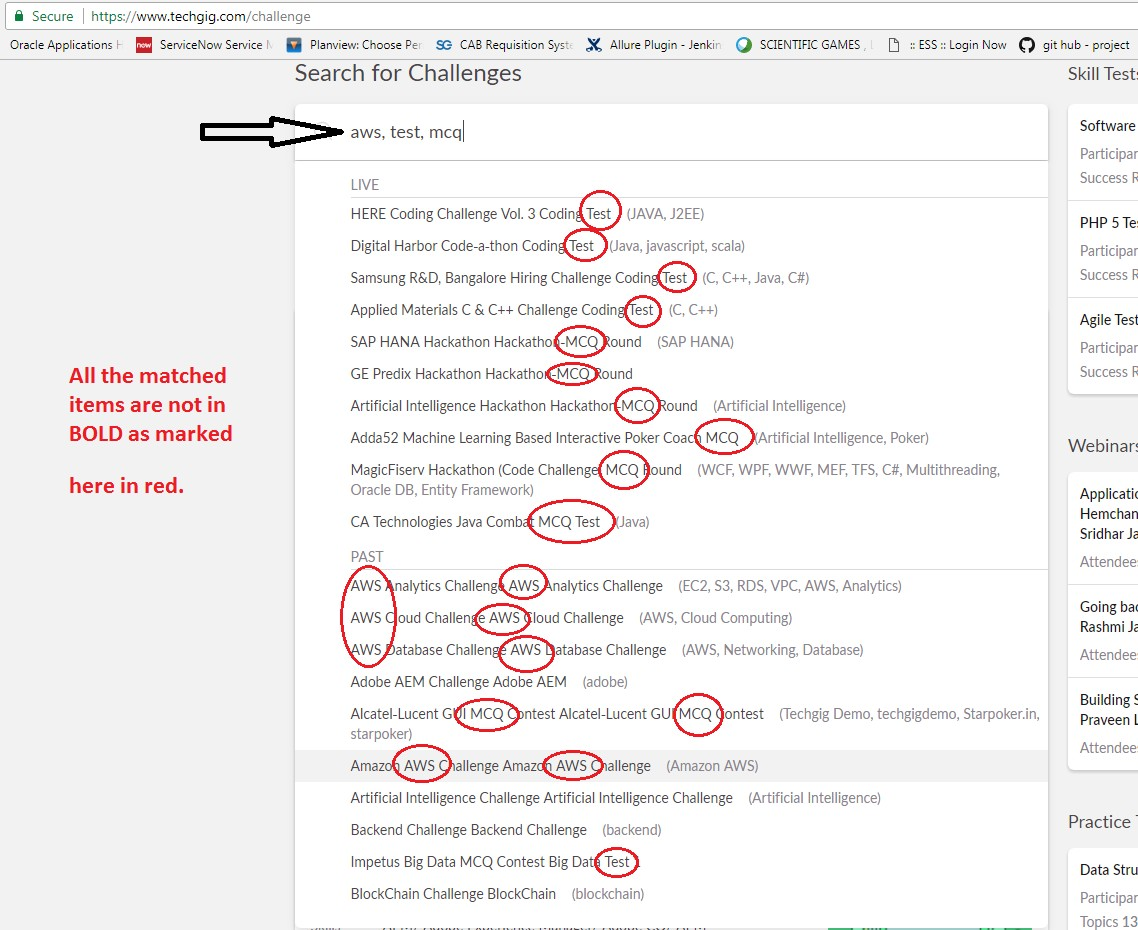 Secure https://www.techgig.com/challenge
Oracle Applications ServiceNow Service Planview: Choose CAB Requisition Allure Plugin - SCIENTIFIC GAMES , :: ESS :: Login Now git hub - project
now
SG
Search for Challenges
aws, test, mcq
LIVE
HERE Coding Challenge Vol. 3 Coding Test (JAVA, J2EE)
Digital Harbor Code-a-thon Coding Test (Java, javascript, scala)
Samsung R&D, Bangalore Hiring Challenge Coding Test (C, C++, Java, C#)
Applied Materials C & C++ Challenge Coding Test (C, C++)
SAP HANA Hackathon Hackathon-MCQ Round (SAP HANA)
GE Predix Hackathon Hackathon-MCQ Round
Artificial Intelligence Hackathon Hackathon-MCQ Round (Artificial Intelligence)
Adda52 Machine Learning Based Interactive Poker Coach MCQ (Artificial Intelligence, Poker)
MagicFiserv Hackathon (Code Challenge) MCQ Round (WCF, WPF, WWF, MEF, TFS, C#, Multithreading,
Oracle DB, Entity Framework)
CA Technologies Java Combat MCQ Test (Java)
PAST
AWS Analytics Challenge AWS Analytics Challenge (EC2, S3, RDS, VPC, AWS, Analytics)
AWS Cloud Challenge AWS Cloud Challenge (AWS, Cloud Computing)
AWS Database Challenge AWS Database Challenge (AWS, Networking, Database)
Adobe AEM Challenge Adobe AEM (adobe)
Alcatel-Lucent GUI MCQ Contest Alcatel-Lucent GUI MCQ Contest (Techgig Demo, techgigdemo, Starpoker.in,
starpoker)
Amazon AWS Challenge Amazon AWS Challenge (Amazon AWS)
Artificial Intelligence Challenge Artificial Intelligence Challenge (Artificial Intelligence)
Backend Challenge Backend Challenge (backend)
Impetus Big Data MCQ Contest Big Data Test
BlockChain Challenge BlockChain (blockchain)
All the matched
items are not in
BOLD as marked
here in red.
Skill Tests
Software
Participan
Success R
PHP 5 Tes
Participan
Success R
Agile Test
Participan
Success R
Webinars
Applicatio
Hemchan
Sridhar Ja
Attendees
Going bac
Rashmi Ja
Attendees
Building S
Praveen L
Attendees
Practice
Data Stru
Participan
Topics 13